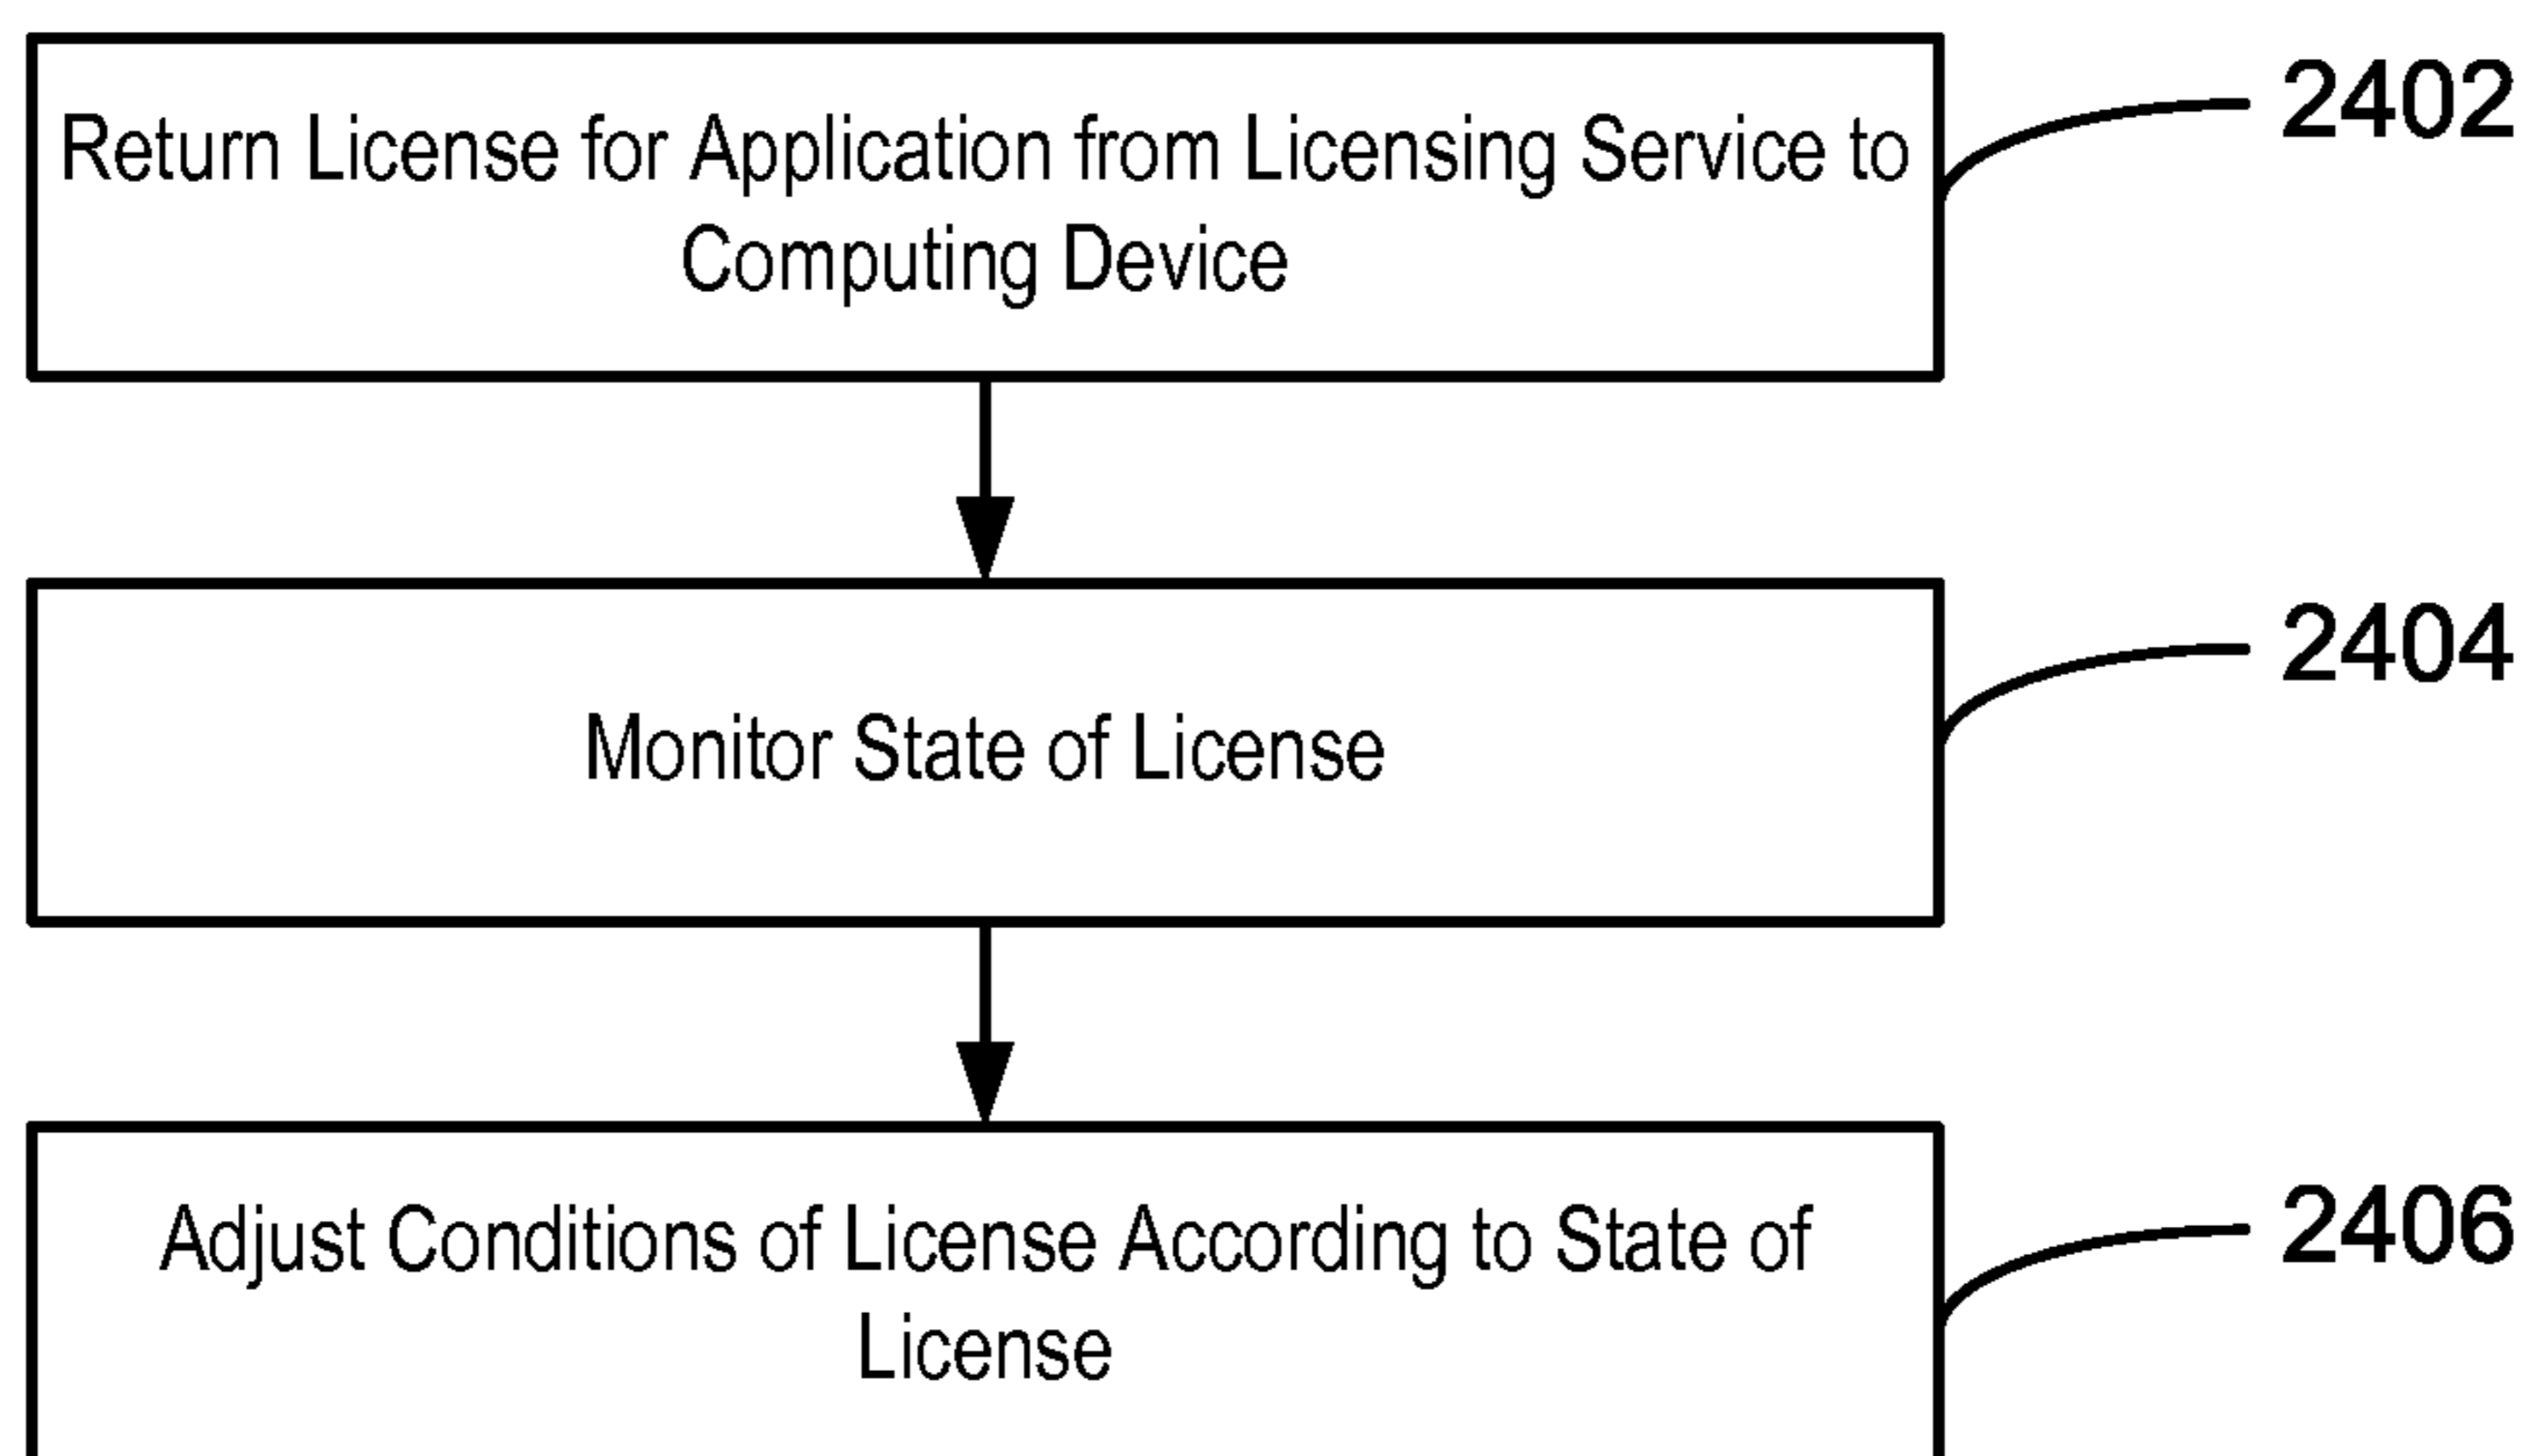 Return License for Application from Licensing Service to
Computing Device
2402
Monitor State of License
2404
Adjust Conditions of License According to State of
License
2406